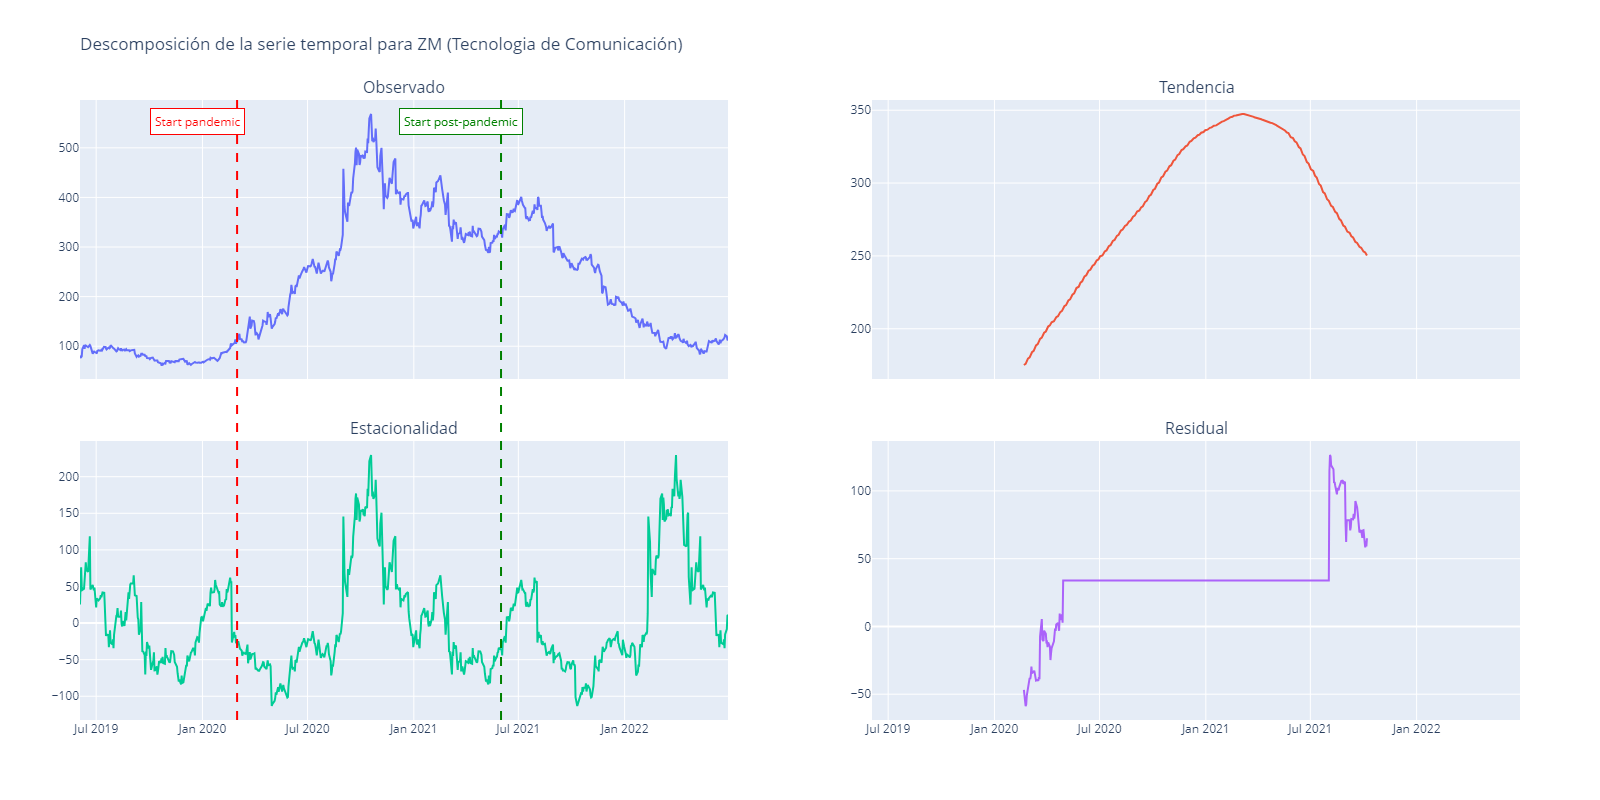 Descomposición de la serie temporal para ZM (Tecnologia de Comunicación)
Observado
Tendencia
Start pandemic
Start post-pandemic
500
400
300
200
100
350
300
250
200
Estacionalidad
Residual
200
150
100
50
0
−50
−100
Jul 2019
Jan 2020
Jul 2020
Jan 2021
Jul 2021
Jan 2022
100
50
0
−50
Jul 2019
Jan 2020
Jul 2020
Jan 2021
Jul 2021
Jan 2022